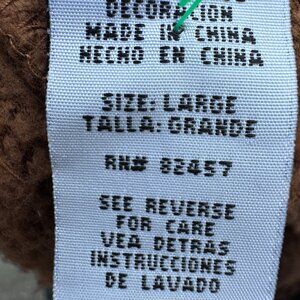 DECORACION
MADE IN CHINA
HECHO EN CHINA
SIZE: LARGE
TALLA: GRANDE
RN# 82457
SEE REVERSE
FOR CARE
VEA DETRAS
INSTRUCCIONES
DE LAVADO